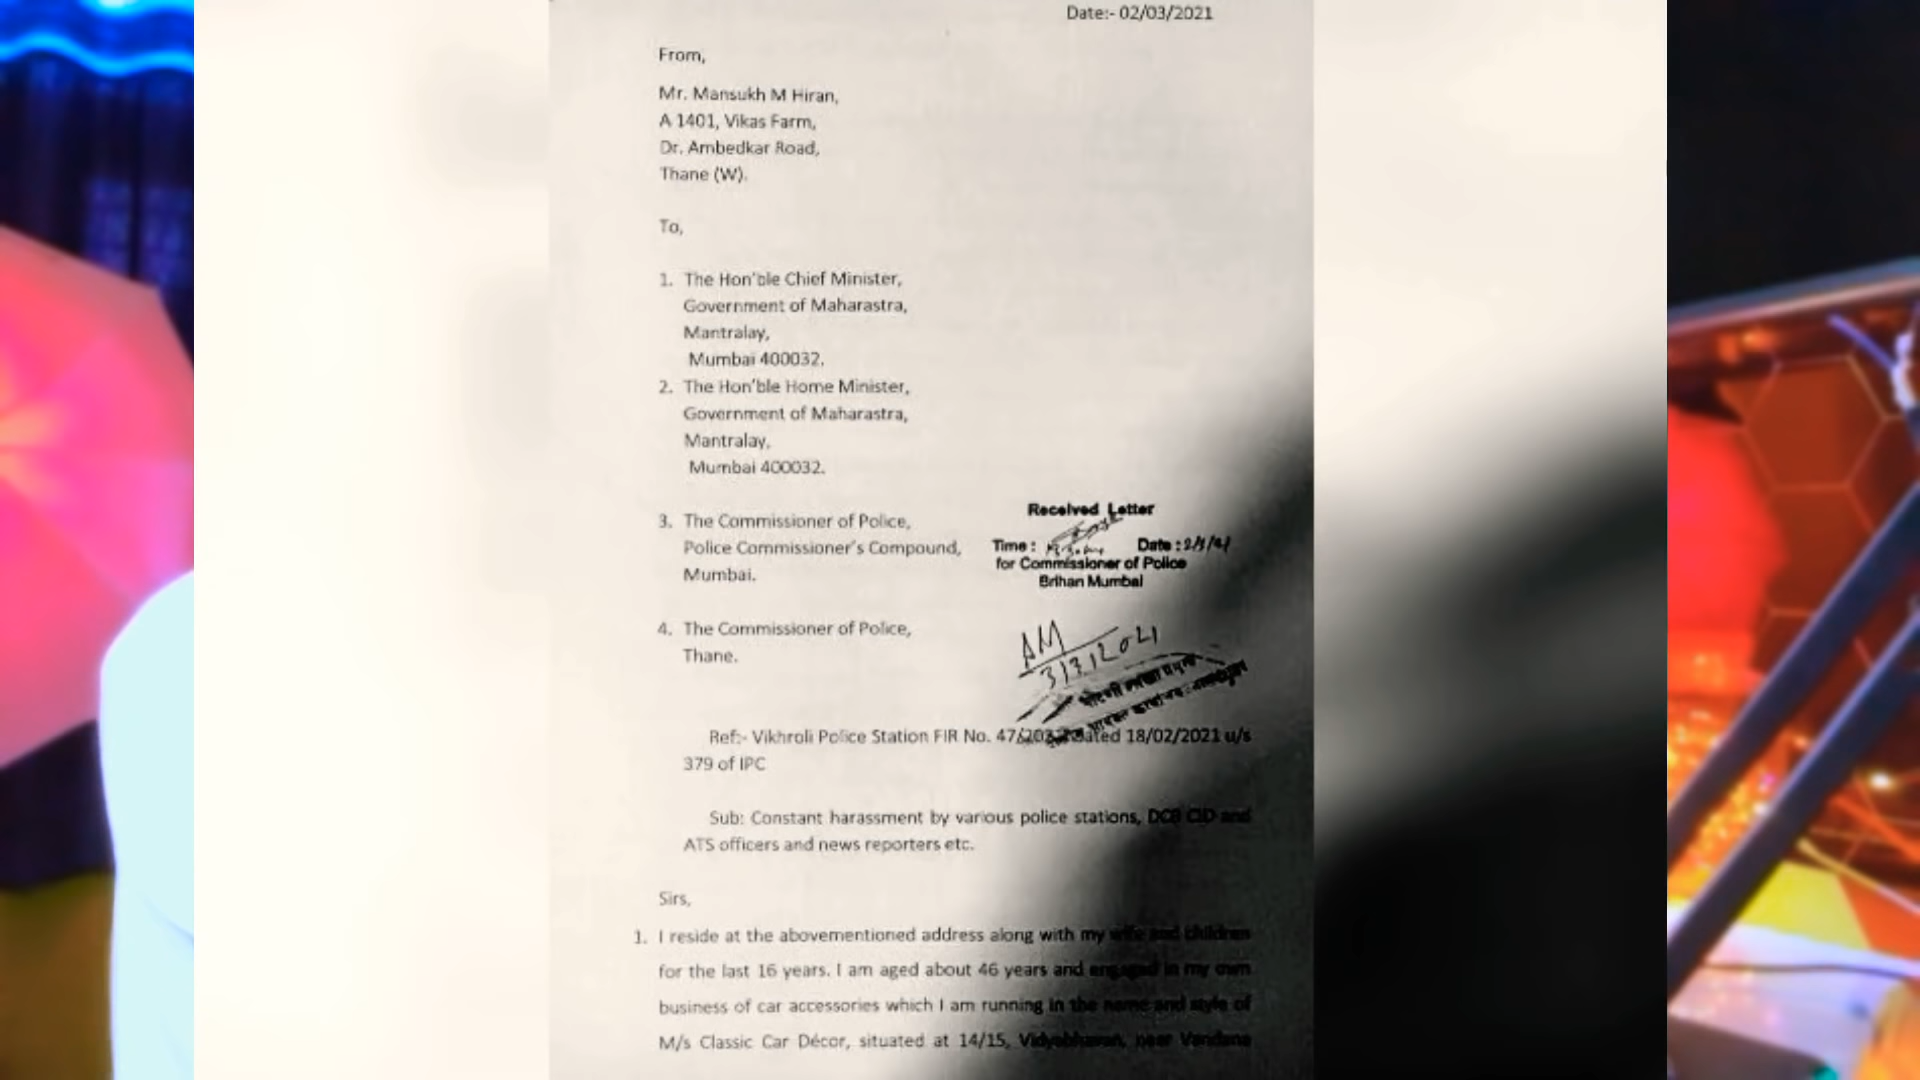 Date:- 02/03/2021
From,
Mr. Mansukh M Hiran,
A 1401, Vikas Farm,
Dr. Ambedkar Road,
Thane (W).
To,
1. The Hon'ble Chief Minister,
Government of Maharastra,
Mantralay,
Mumbai 400032.
2. The Hon'ble Home Minister,
Government of Maharastra,
Mantralay,
Mumbai 400032.
3. The Commissioner of Police,
Police Commissioner's Compound,
Mumbai.
Received Letter
Time: Date: 2/3/21
for Commissioner of Police
Brihan Mumbai
4. The Commissioner of Police,
Thane.
AM
3/3/2021
Ref:- Vikhroli Police Station FIR No. dated 18/02/2021 u/s
379 of IPC
Sub: Constant harassment by various police stations, DCB CID and
ATS officers and news reporters etc.
Sirs,
1. I reside at the abovementioned address along with my wife and children
for the last 16 years. I am aged about 46 years and engaged in my own
business of car accessories which I am running in the name and style of
M/s Classic Car Décor, situated at 14/15, Vidyabhavan, near Vandana